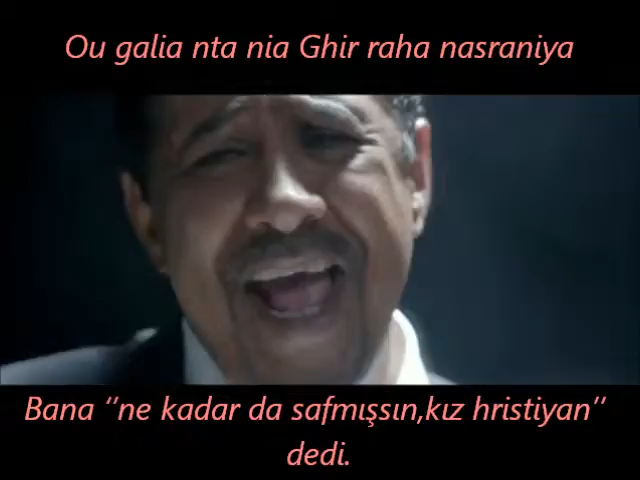 Ou galia nta nia Ghir raha nasraniya
Bana ‘’ne kadar da safmışsın,kız hristiyan’’
dedi.